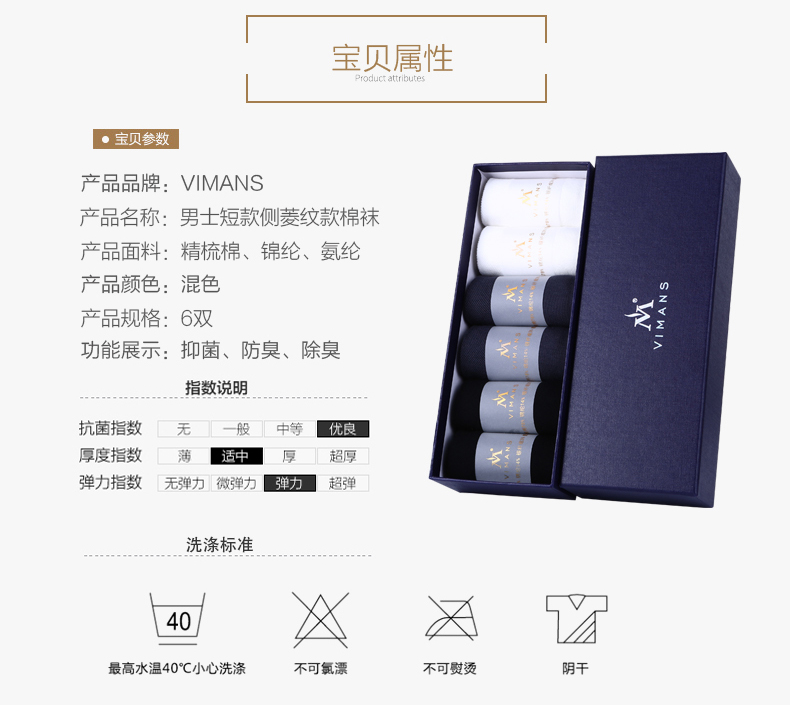 宝贝属性
Product attributes
宝贝参数
产品品牌：VIMANS
产品名称：男士短款侧菱纹款棉袜
产品面料：精梳棉、锦纶、氨纶
产品颜色：混色
产品规格：6双
功能展示：抑菌、防臭、除臭
指数说明
抗菌指数 无 一般 中等 优良
厚度指数 薄 适中 厚 超厚
弹力指数 无弹力 微弹力 弹力 超弹
洗涤标准
40
最高水温40℃小心洗涤 不可氯漂 不可熨烫 阴干
VIMANS
VIMANS
VIMANS
VIMANS